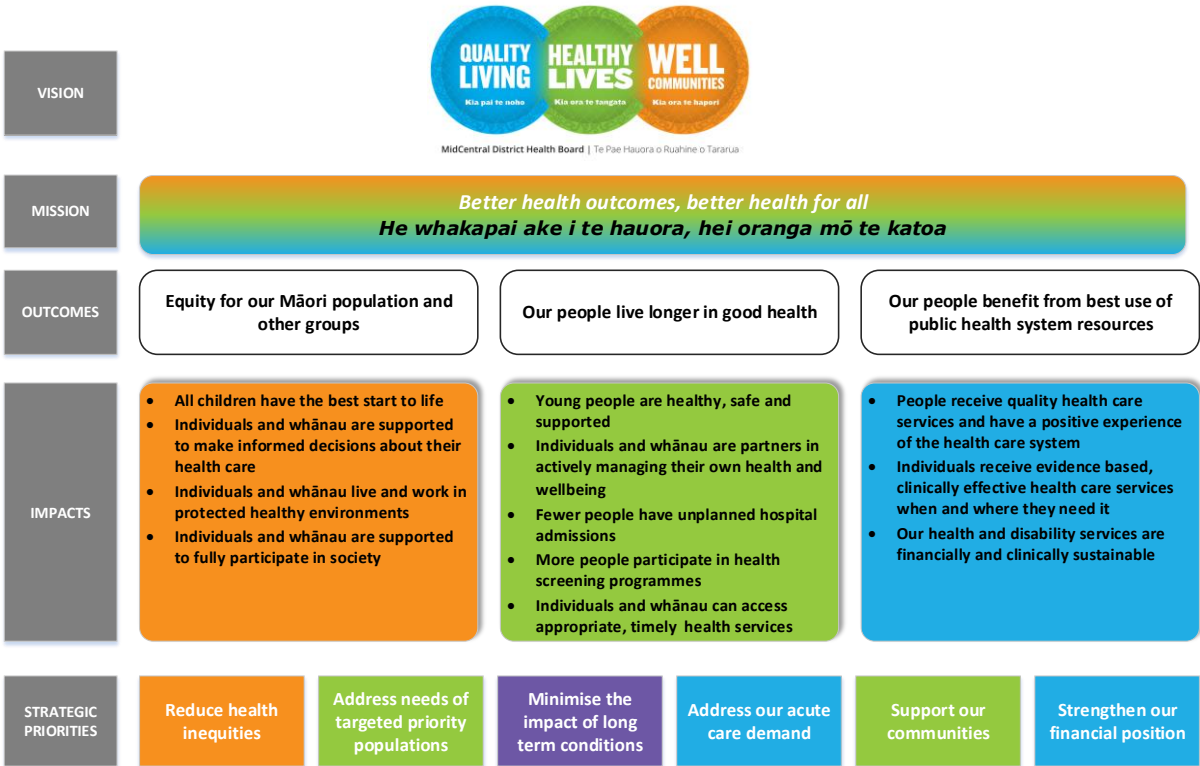 VISION
QUALITY
LIVING
Kia pai te noho
HEALTHY
LIVES
Kia ora te tangata
WELL
COMMUNITIES
Kia ora te hapori
MidCentral District Health Board | Te Pae Hauora o Ruahine o Tararua
MISSION
Better health outcomes, better health for all
He whakapai ake i te hauora, hei oranga mō te katoa
OUTCOMES
Equity for our Māori population and
other groups
Our people live longer in good health
Our people benefit from best use of
public health system resources
IMPACTS
• All children have the best start to life
• Individuals and whānau are supported
to make informed decisions about their
health care
• Individuals and whānau live and work in
protected healthy environments
• Individuals and whānau are supported
to fully participate in society
• Young people are healthy, safe and
supported
• Individuals and whānau are partners in
actively managing their own health and
wellbeing
• Fewer people have unplanned hospital
admissions
• More people participate in health
screening programmes
• Individuals and whānau can access
appropriate, timely health services
• People receive quality health care
services and have a positive experience
of the health care system
• Individuals receive evidence based,
clinically effective health care services
when and where they need it
• Our health and disability services are
financially and clinically sustainable
STRATEGIC
PRIORITIES
Reduce health
inequities
Address needs of
targeted priority
populations
Minimise the
impact of long
term conditions
Address our acute
care demand
Support our
communities
Strengthen our
financial position